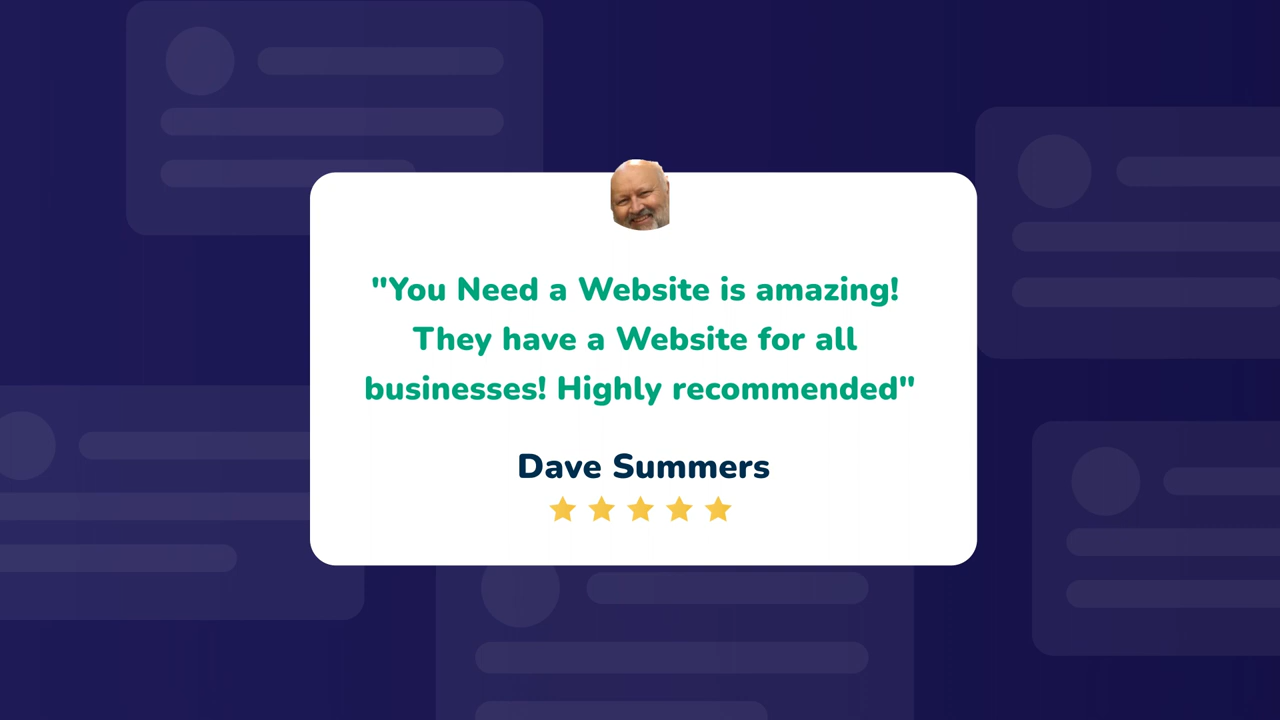 "You Need a Website is amazing!
They have a Website for all
businesses! Highly recommended"
Dave Summers